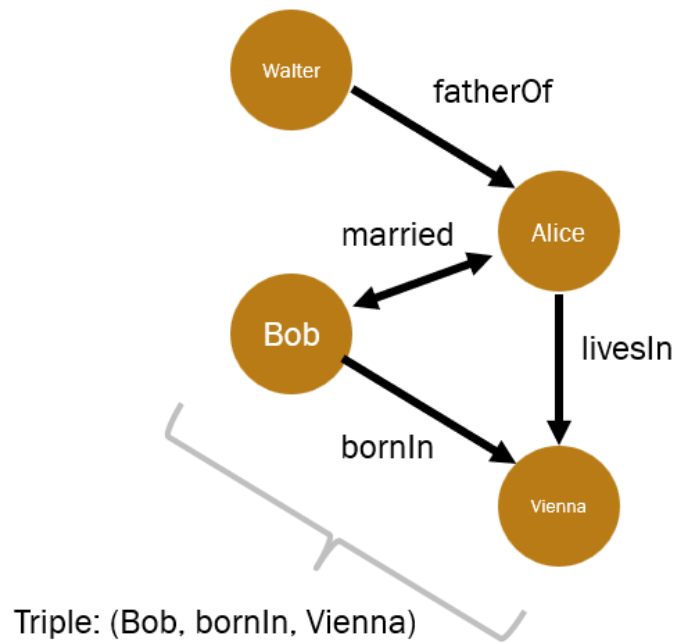 Walter
fatherOf
married
Alice
Bob
livesIn
bornIn
Vienna
Triple: (Bob, bornIn, Vienna)